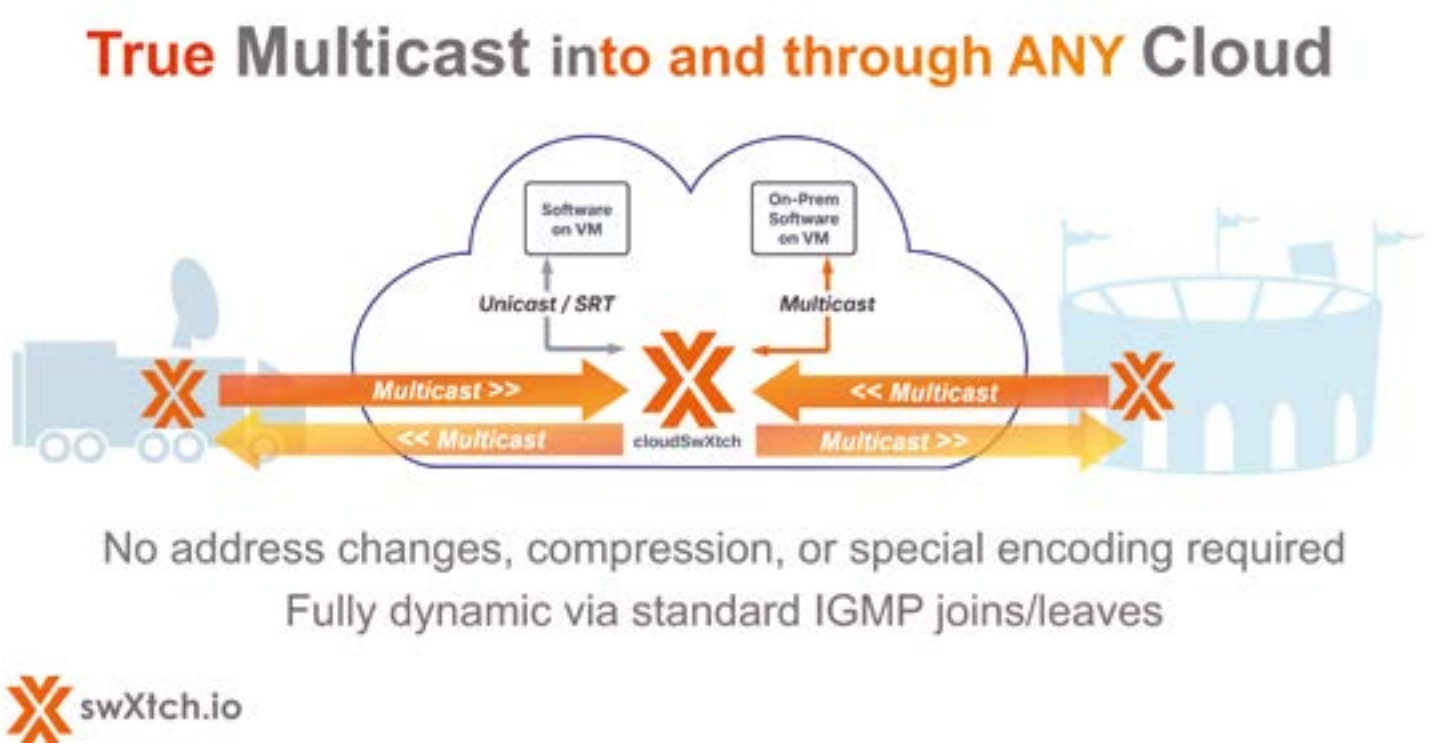 True Multicast into and through ANY Cloud
Software
on VM
On-Prem
Software
on VM
Unicast / SRT
Multicast
Multicast >>
<< Multicast
<< Multicast
cloudSwXtch
Multicast >>
No address changes, compression, or special encoding required
Fully dynamic via standard IGMP joins/leaves
swXtch.io